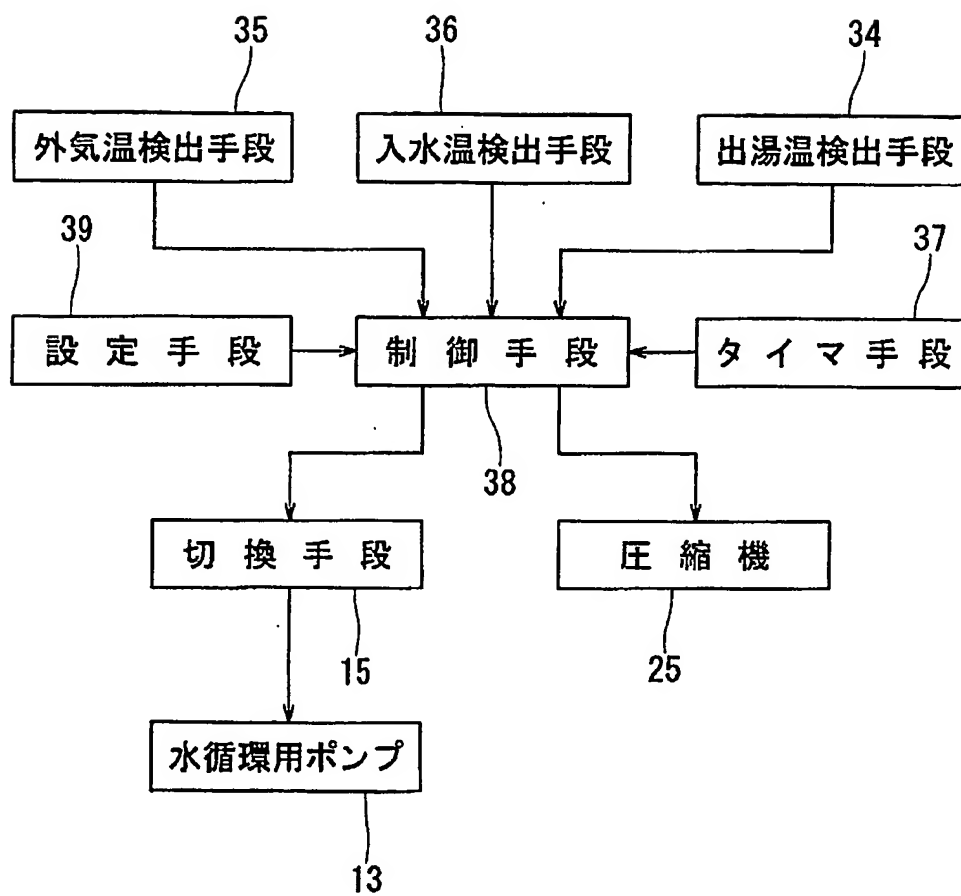 35
36
34
外気温検出手段
入水温検出手段
出湯温検出手段
39
37
設定手段
制御手段
タイマ手段
38
切換手段
圧縮機
15
25
水循環用ポンプ
13